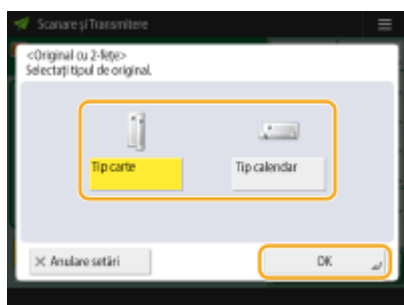 Scanare și Transmitere
<Original cu 2-fețe>
Selectați tipul de original.
Tip carte
Tip calendar
Anulare setări
OK